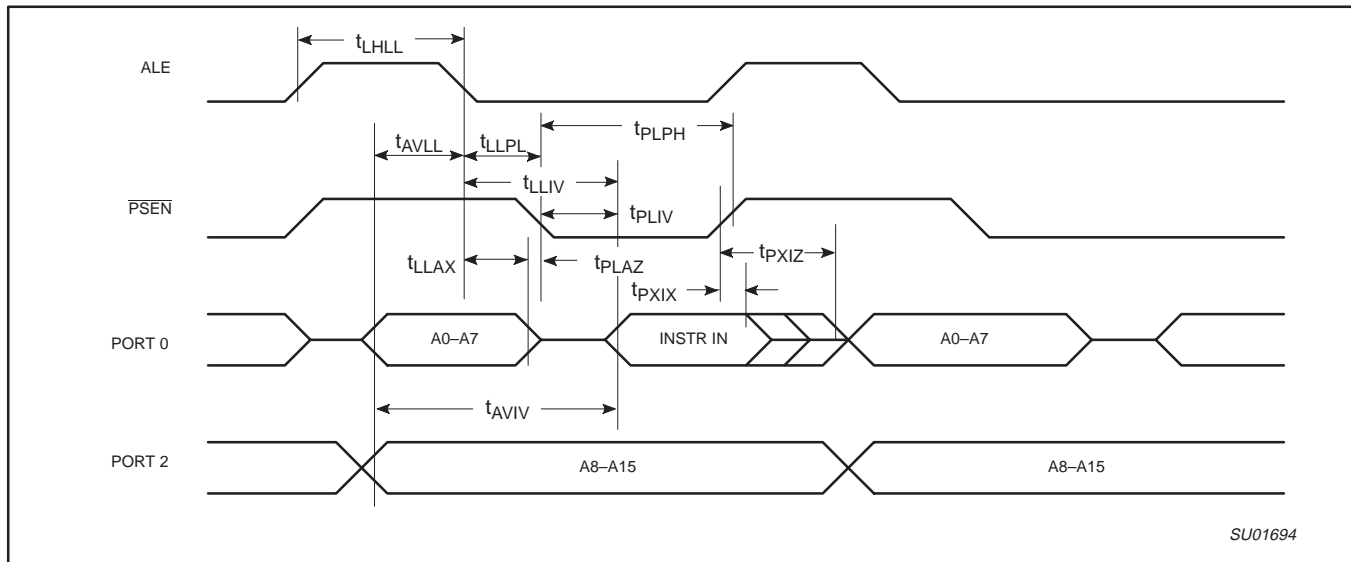 tLHLL
ALE
tPLPH
tAVLL
tLLPL
tLLIV
PSEN
tPLIV
tLLAX
tPLAZ
tPXIZ
tPXIX
PORT 0
A0–A7
INSTR IN
A0–A7
tAVIV
PORT 2
A8–A15
A8–A15
SU01694